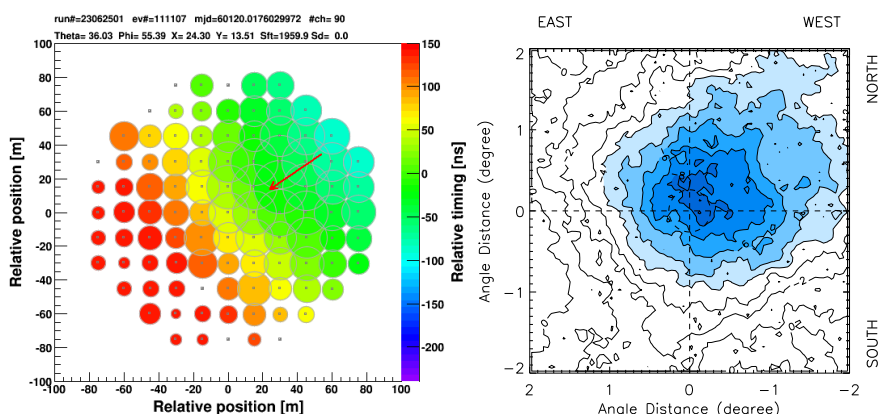 run#=23062501 ev#=111107 mjd=60120.0176029972 #ch= 90
Theta= 36.03 Phi= 55.39 X= 24.30 Y= 13.51 Sft=1959.9 Sd= 0.0
100
80
60
40
20
0
-20
-40
-60
-80
-100
Relative position [m]
-100 -80 -60 -40 -20 0 20 40 60 80 100
Relative position [m]
150
100
50
0
-50
-100
-150
-200
Relative timing [ns]
EAST WEST
NORTH
SOUTH
2
1
0
-1
-2
Angle Distance (degree)
2 1 0 -1 -2
Angle Distance (degree)